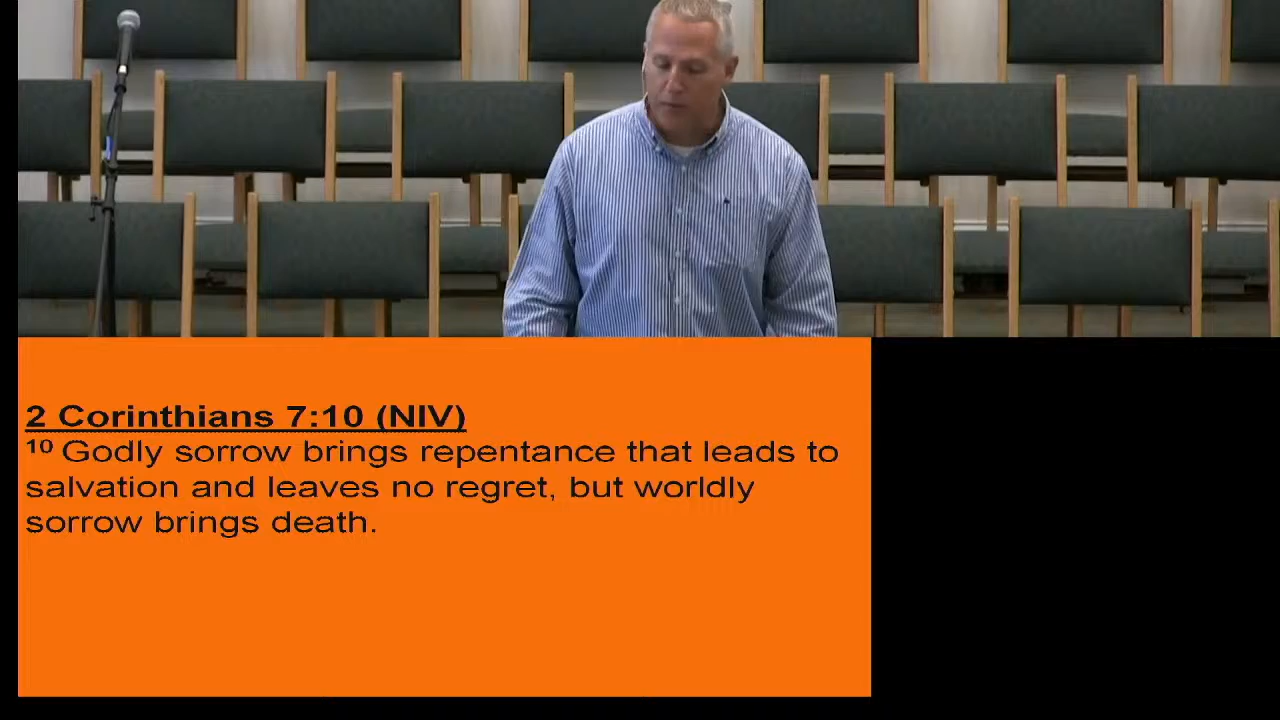 2 Corinthians 7:10 (NIV)
¹⁰ Godly sorrow brings repentance that leads to
salvation and leaves no regret, but worldly
sorrow brings death.